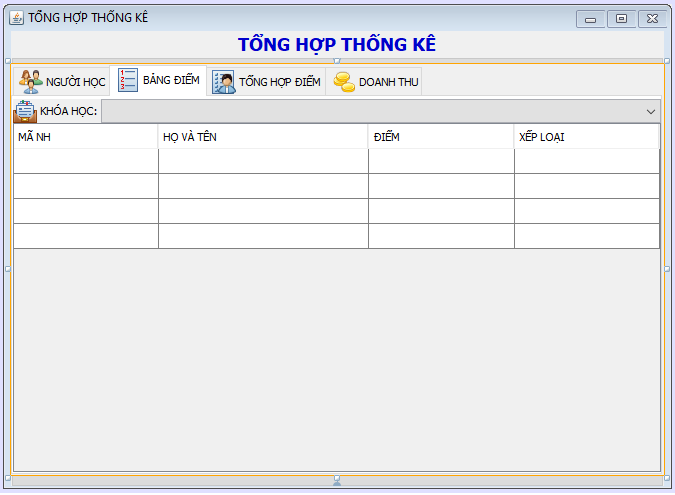 TỔNG HỢP THỐNG KÊ
TỔNG HỢP THỐNG KÊ
NGƯỜI HỌC BẢNG ĐIỂM TỔNG HỢP ĐIỂM DOANH THU
KHÓA HỌC:
MÃ NH HỌ VÀ TÊN ĐIỂM XẾP LOẠI